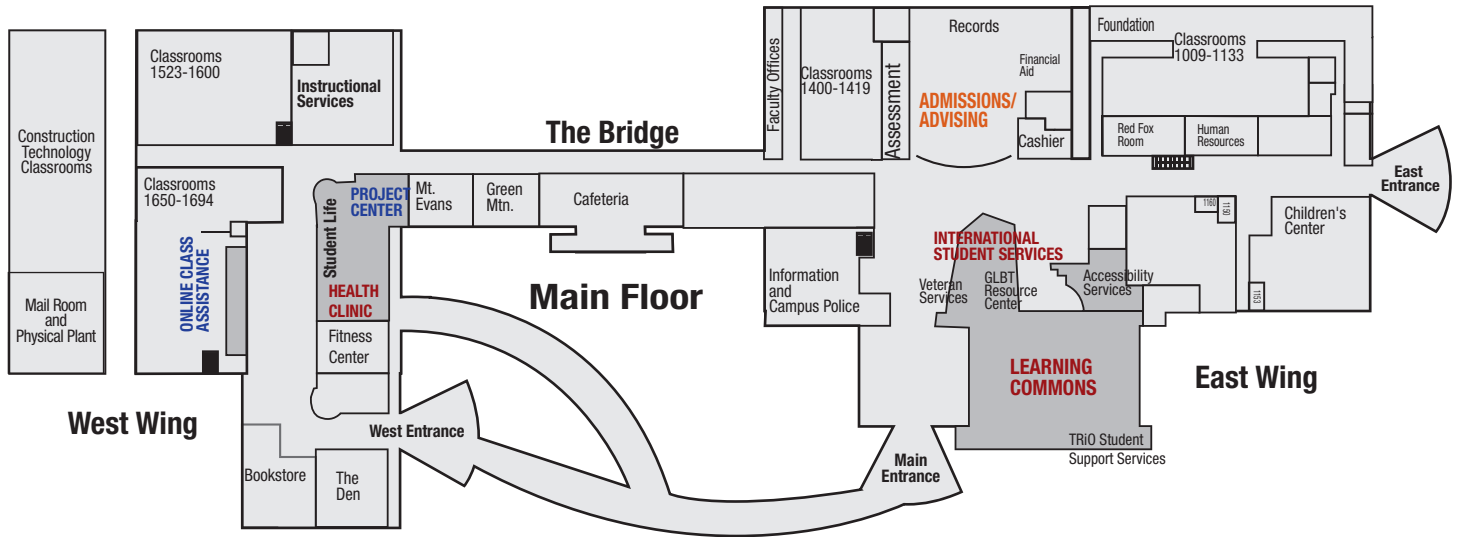 Construction
Technology
Classrooms
Mail Room
and
Physical Plant
Classrooms
1523-1600
Instructional
Services
Classrooms
1650-1694
ONLINE CLASS
ASSISTANCE
West Wing
Student Life
PROJECT
CENTER
HEALTH
CLINIC
Fitness
Center
Bookstore
The
Den
West Entrance
Mt.
Evans
Green
Mtn.
Cafeteria
The Bridge
Main Floor
Faculty Offices
Classrooms
1400-1419
Assessment
Records
Financial
Aid
ADMISSIONS/
ADVISING
Cashier
Information
and
Campus Police
Main
Entrance
INTERNATIONAL
STUDENT SERVICES
Veteran
Services
GLBT
Resource
Center
Accessibility
Services
LEARNING
COMMONS
TRiO Student
Support Services
Foundation
Classrooms
1009-1133
Red Fox
Room
Human
Resources
East
Entrance
1160
1150
1153
Children's
Center
East Wing